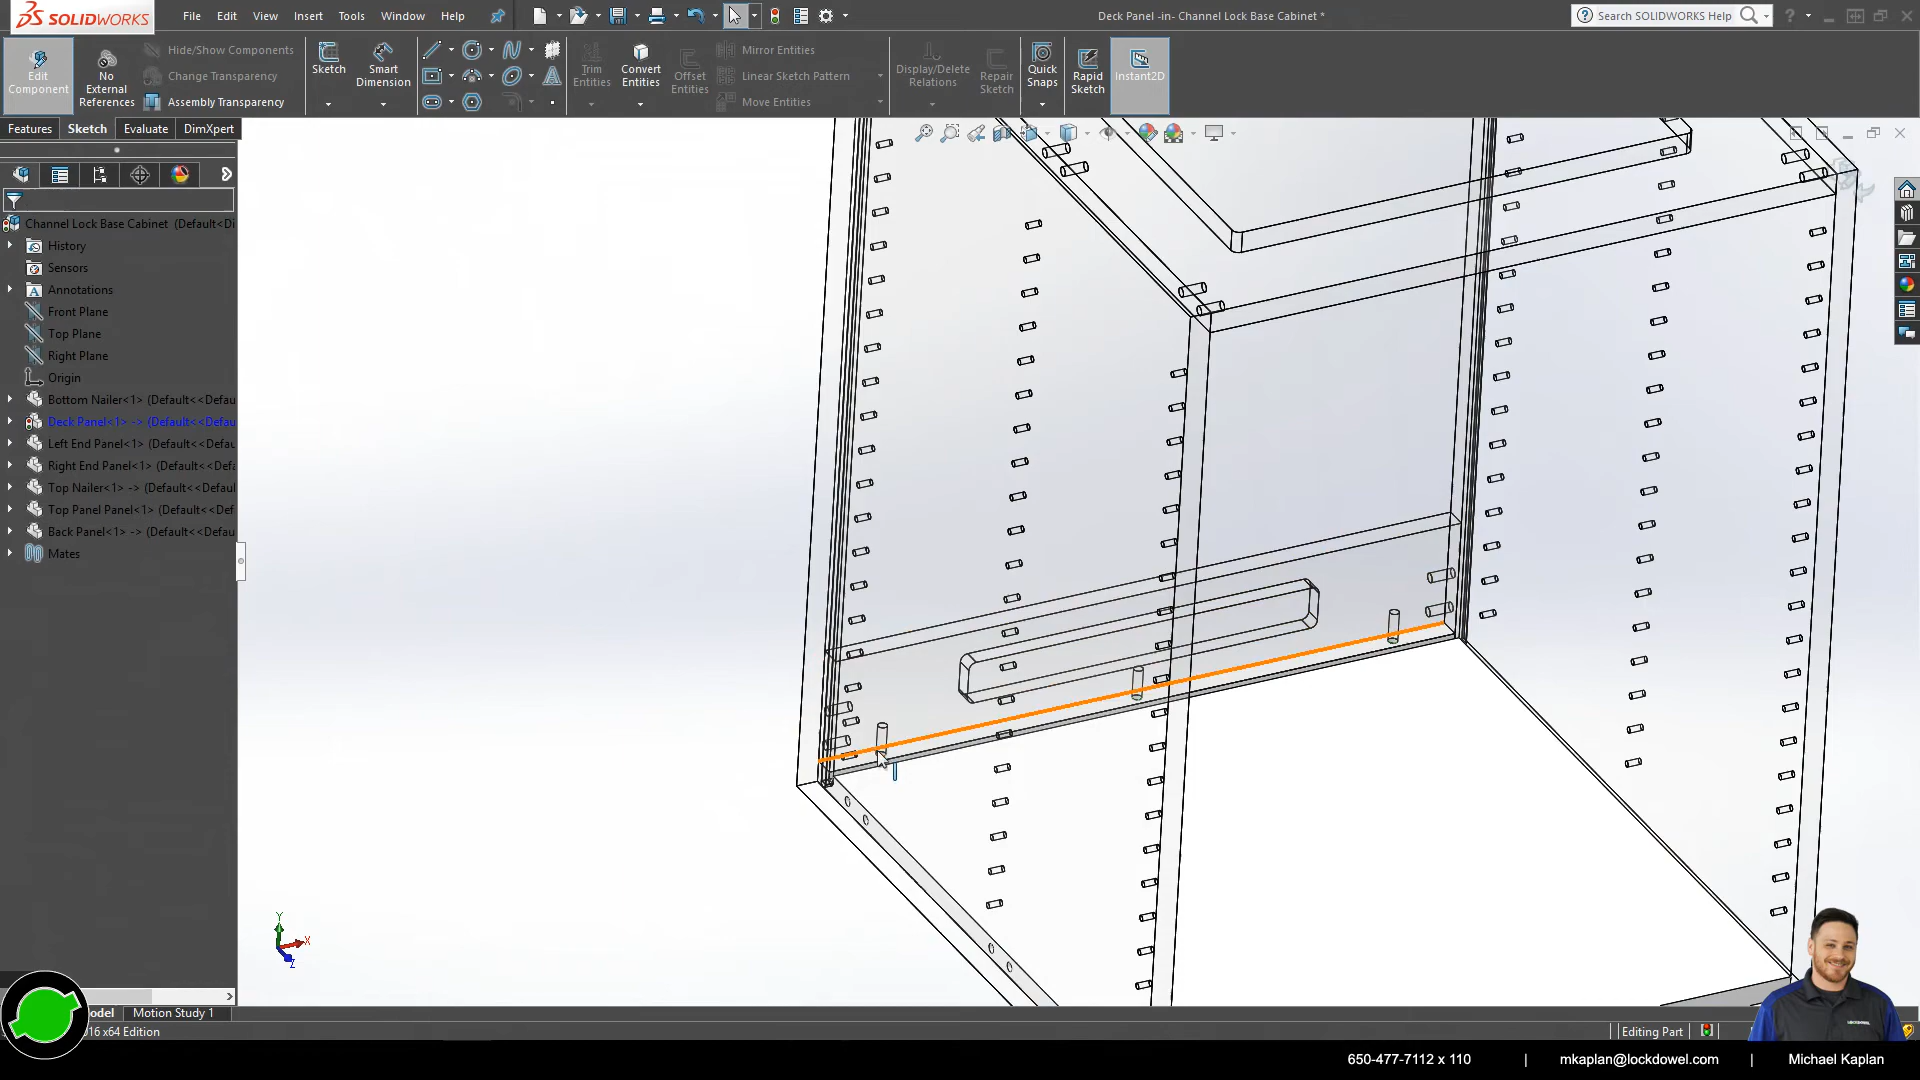 SOLIDWORKS
File Edit View Insert Tools Window Help
Deck Panel -in- Channel Lock Base Cabinet *
Search SOLIDWORKS Help
Edit Component
No External References
Hide/Show Components
Change Transparency
Assembly Transparency
Sketch
Smart Dimension
Trim Entities
Convert Entities
Offset Entities
Mirror Entities
Linear Sketch Pattern
Move Entities
Display/Delete Relations
Repair Sketch
Quick Snaps
Rapid Sketch
Instant2D
Features Sketch Evaluate DimXpert
Channel Lock Base Cabinet (Default<Di
History
Sensors
Annotations
Front Plane
Top Plane
Right Plane
Origin
Bottom Nailer<1> (Default<<Defau
Deck Panel<1> -> (Default<<Defau
Left End Panel<1> (Default<<Defau
Right End Panel<1> (Default<<Defa
Top Nailer<1> -> (Default<<Defaul
Top Panel Panel<1> -> (Default<<Def
Back Panel<1> -> (Default<<Defau
Mates
Y
X
Z
odel Motion Study 1
16 x64 Edition
Editing Part
650-477-7112 x 110 | mkaplan@lockdowel.com | Michael Kaplan